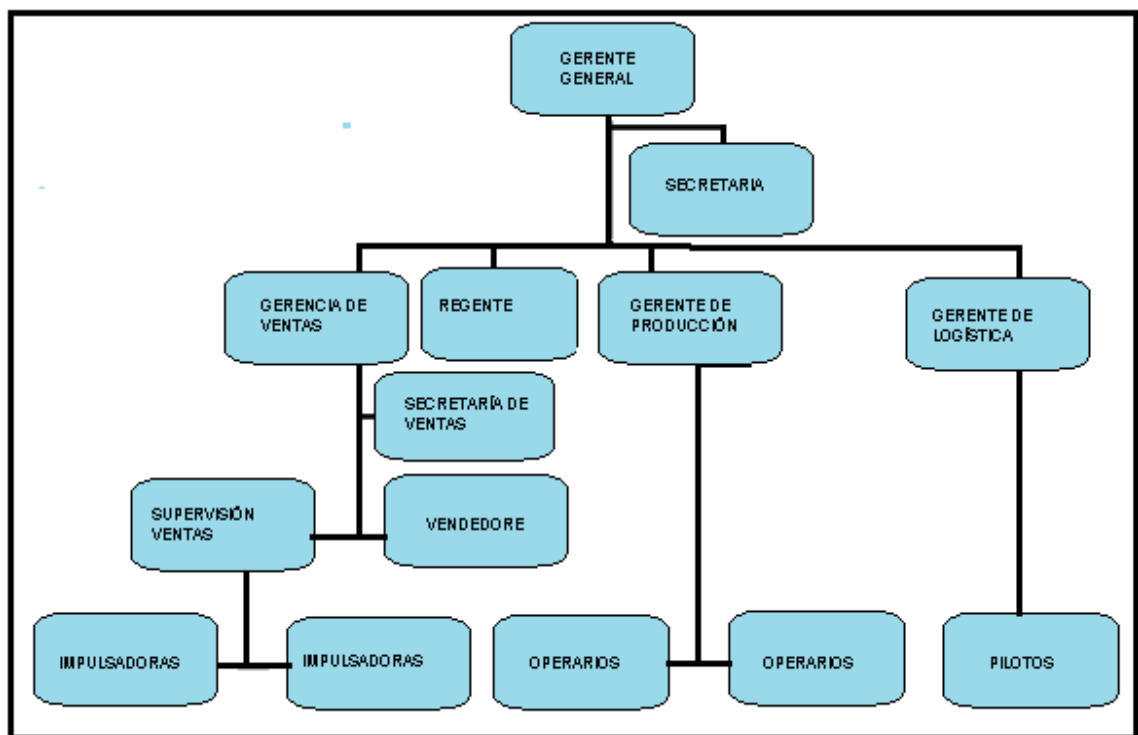 GERENTE
GENERAL
SECRETARIA
GERENCIA DE
VENTAS
REGENTE
GERENTE DE
PRODUCCIÓN
GERENTE DE
LOGÍSTICA
SECRETARÍA DE
VENTAS
SUPERVISIÓN
VENTAS
VENDEDORE
IMPULSADORAS
IMPULSADORAS
OPERARIOS
OPERARIOS
PILOTOS